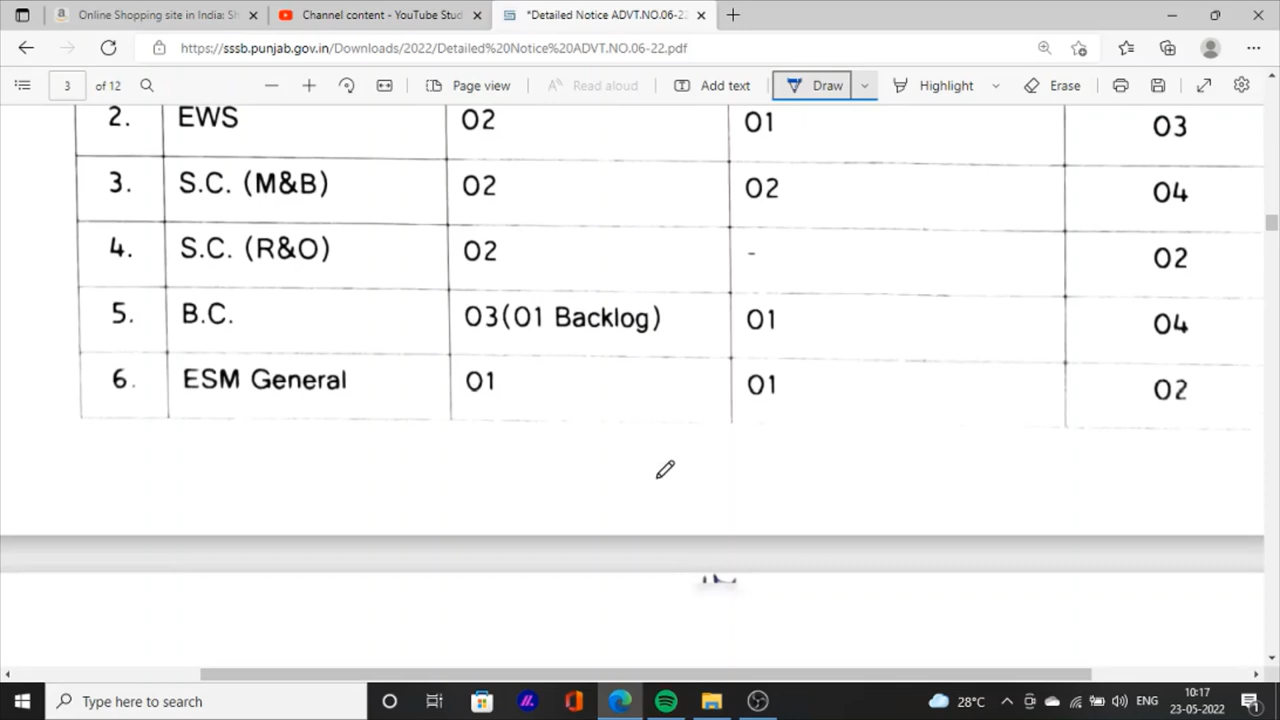 Online Shopping site in India: Sh
Channel content - YouTube Stud
*Detailed Notice ADVT.NO.06-22.
https://sssb.punjab.gov.in/Downloads/2022/Detailed%20Notice%20ADVT.NO.06-22.pdf
3 of 12 Page view Read aloud Add text Draw Highlight Erase
2. EWS 02 01 03
3. S.C. (M&B) 02 02 04
4. S.C. (R&O) 02 - 02
5. B.C. 03(01 Backlog) 01 04
6. ESM General 01 01 02
Type here to search
28°C ENG
10:17
23-05-2022
1